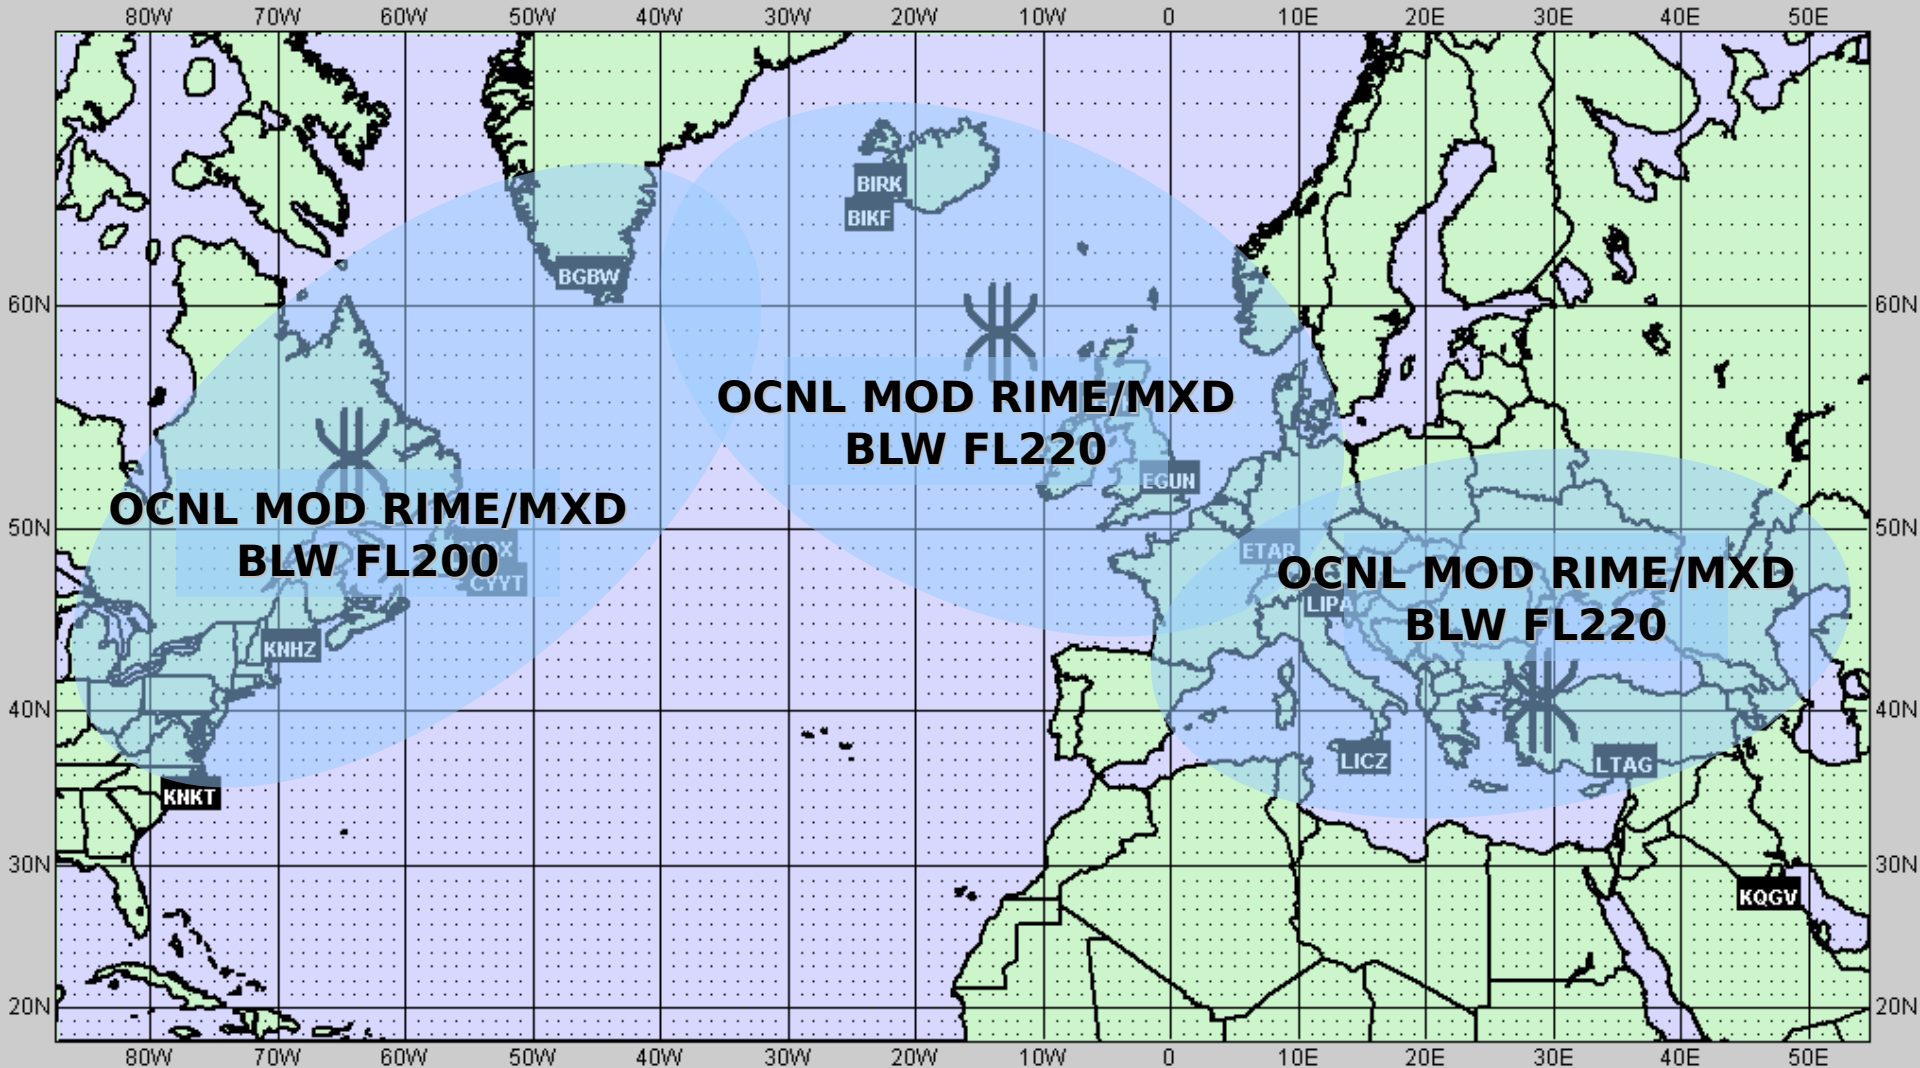 80W 70W 60W 50W 40W 30W 20W 10W 0 10E 20E 30E 40E 50E
BIRK
BIKF
BGBW
60N 60N
OCNL MOD RIME/MXD
BLW FL220
EGUN
OCNL MOD RIME/MXD
BLW FL200
50N 50N
ETAR
CYYT
OCNL MOD RIME/MXD
BLW FL220
LIPA
KNHZ
40N 40N
LICZ
LTAG
KNKT
30N 30N
KQGV
20N 20N
80W 70W 60W 50W 40W 30W 20W 10W 0 10E 20E 30E 40E 50E